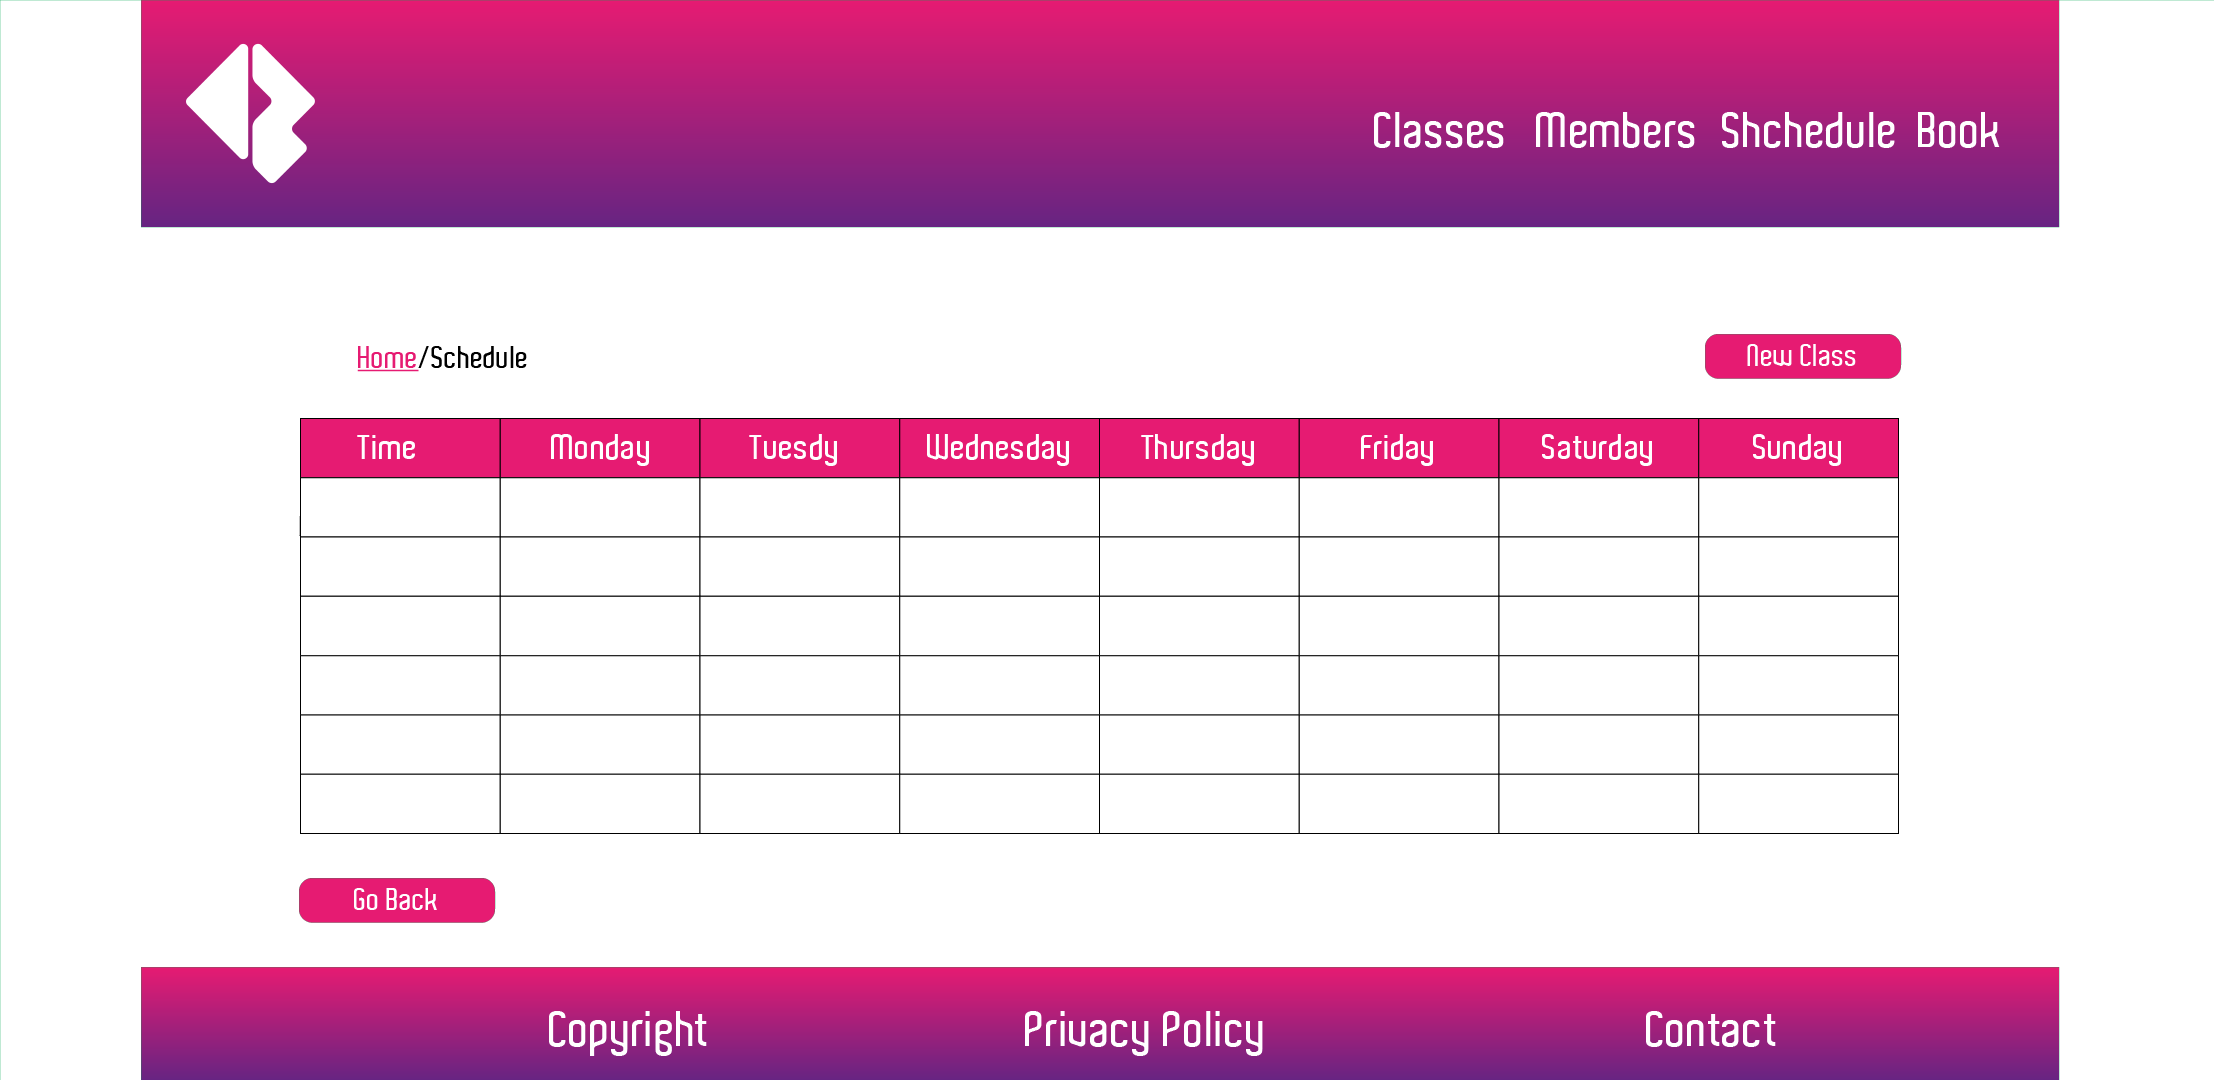 Classes Members Shchedule Book
Home/Schedule
New Class
Time Monday Tuesdy Wednesday Thursday Friday Saturday Sunday
Go Back
Copyright Privacy Policy Contact